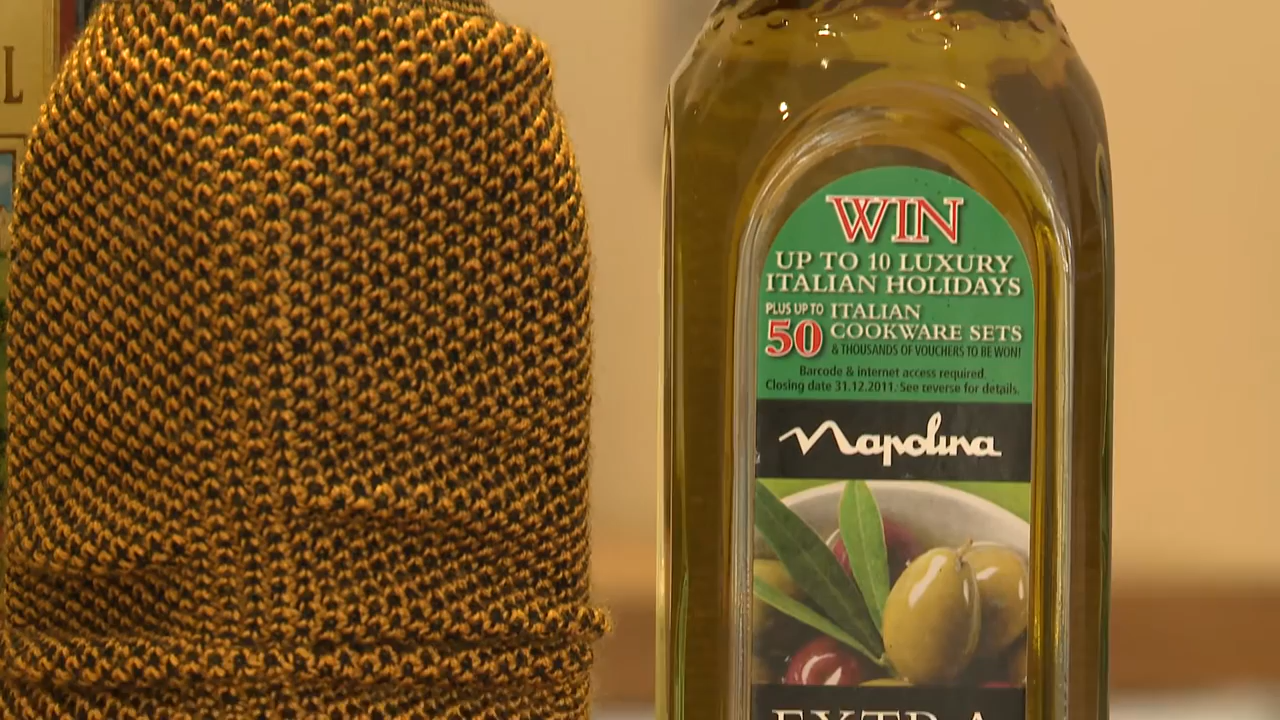 L
WIN
UP TO 10 LUXURY
ITALIAN HOLIDAYS
PLUS UP TO
50
ITALIAN
COOKWARE SETS
& THOUSANDS OF VOUCHERS TO BE WON!
Barcode & internet access required.
Closing date 31.12.2011. See reverse for details.
Napolina
EXTRA